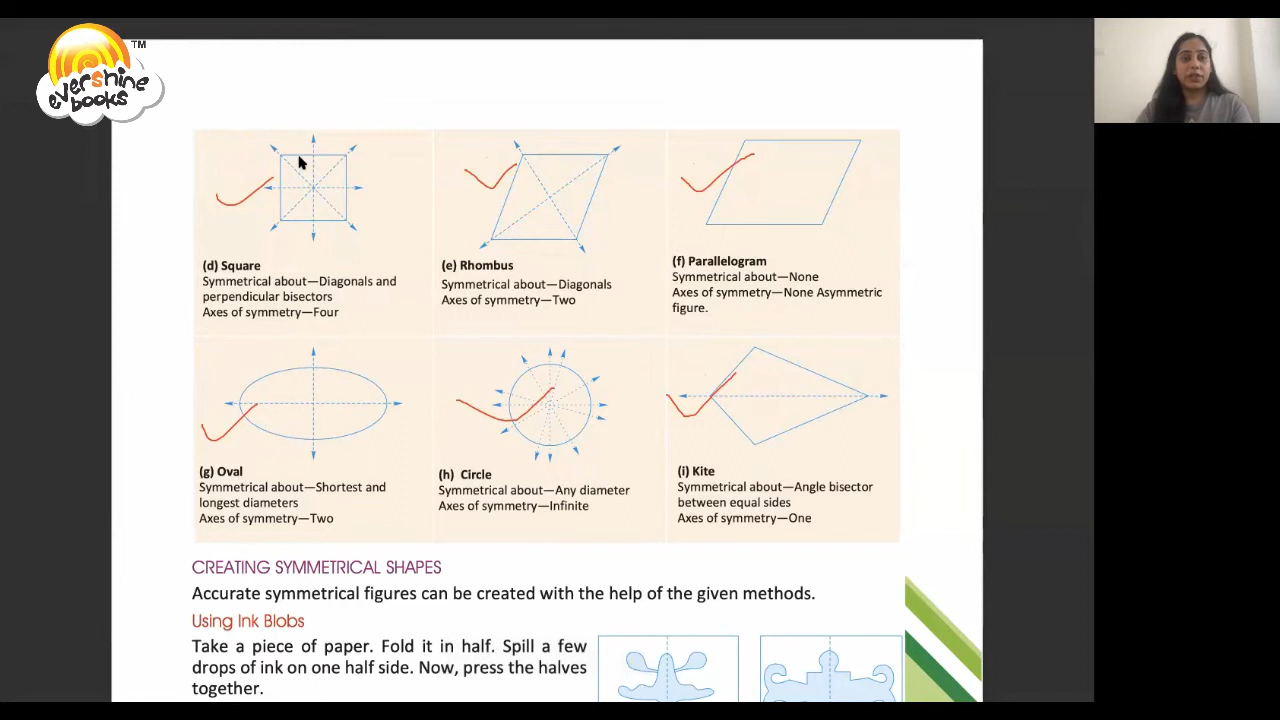 TM
evershine
books
(d) Square
Symmetrical about—Diagonals and
perpendicular bisectors
Axes of symmetry—Four
(e) Rhombus
Symmetrical about—Diagonals
Axes of symmetry—Two
(f) Parallelogram
Symmetrical about—None
Axes of symmetry—None Asymmetric
figure.
(g) Oval
Symmetrical about—Shortest and
longest diameters
Axes of symmetry—Two
(h) Circle
Symmetrical about—Any diameter
Axes of symmetry—Infinite
(i) Kite
Symmetrical about—Angle bisector
between equal sides
Axes of symmetry—One
CREATING SYMMETRICAL SHAPES
Accurate symmetrical figures can be created with the help of the given methods.
Using Ink Blobs
Take a piece of paper. Fold it in half. Spill a few
drops of ink on one half side. Now, press the halves
together.